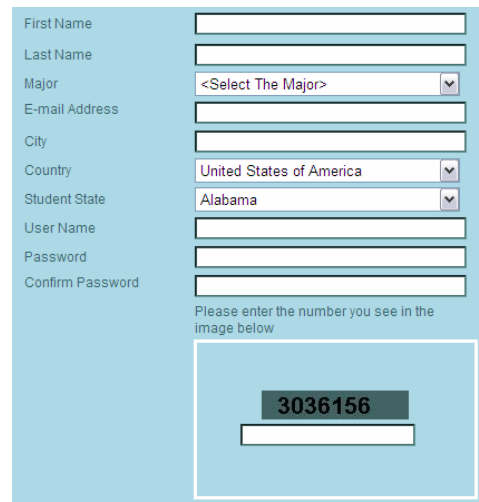 First Name
Last Name
Major <Select The Major>
E-mail Address
City
Country United States of America
Student State Alabama
User Name
Password
Confirm Password
Please enter the number you see in the
image below
3036156